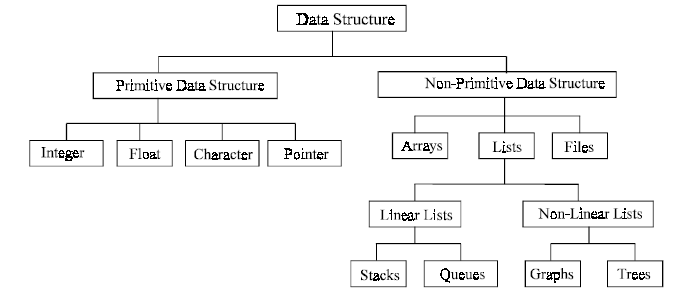 Data Structure
Primitive Data Structure
Non-Primitive Data Structure
Integer
Float
Character
Pointer
Arrays
Lists
Files
Linear Lists
Non-Linear Lists
Stacks
Queues
Graphs
Trees